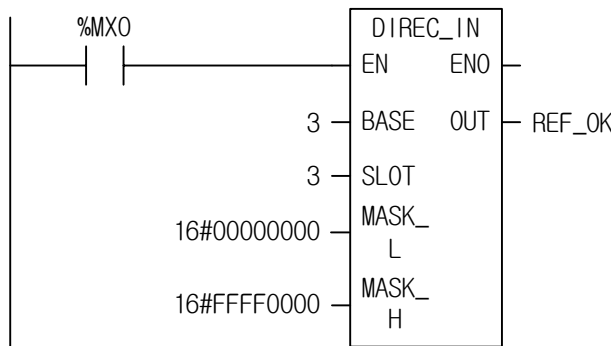 %MX0
DIREC_IN
EN ENO
3 BASE OUT REF_OK
3 SLOT
16#00000000 MASK_
L
16#FFFF0000 MASK_
H